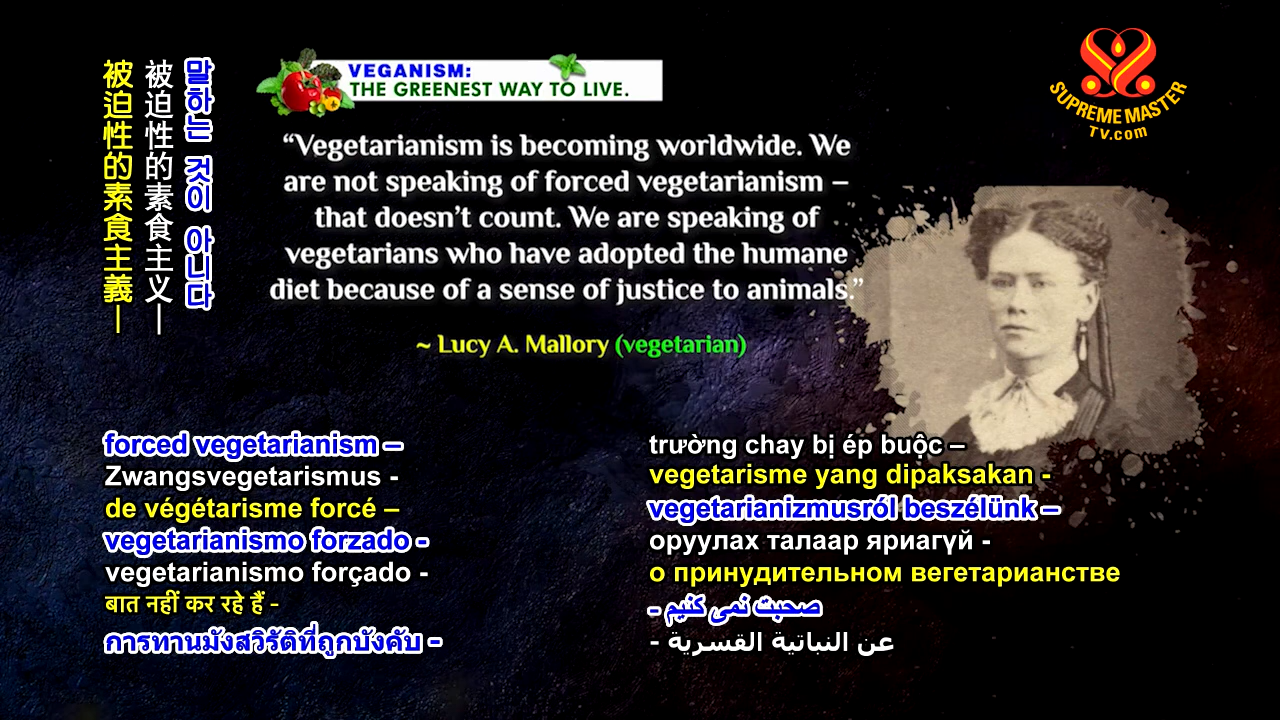 말하는 것이 아니다
被迫性的素食主义—
被迫性的素食主義—
VEGANISM:
THE GREENEST WAY TO LIVE.
SUPREME MASTER
TV.com
“Vegetarianism is becoming worldwide. We
are not speaking of forced vegetarianism –
that doesn’t count. We are speaking of
vegetarians who have adopted the humane
diet because of a sense of justice to animals.”
~ Lucy A. Mallory (vegetarian)
forced vegetarianism –
Zwangsvegetarismus -
de végétarisme forcé –
vegetarianismo forzado -
vegetarianismo forçado -
बात नहीं कर रहे हैं -
การทานมังสวิรัติที่ถูกบังคับ -
trường chay bị ép buộc –
vegetarisme yang dipaksakan -
vegetarianizmusról beszélünk –
оруулах талаар яриагүй -
о принудительном вегетарианстве
صحبت نمی کنیم -
عن النباتية القسرية -